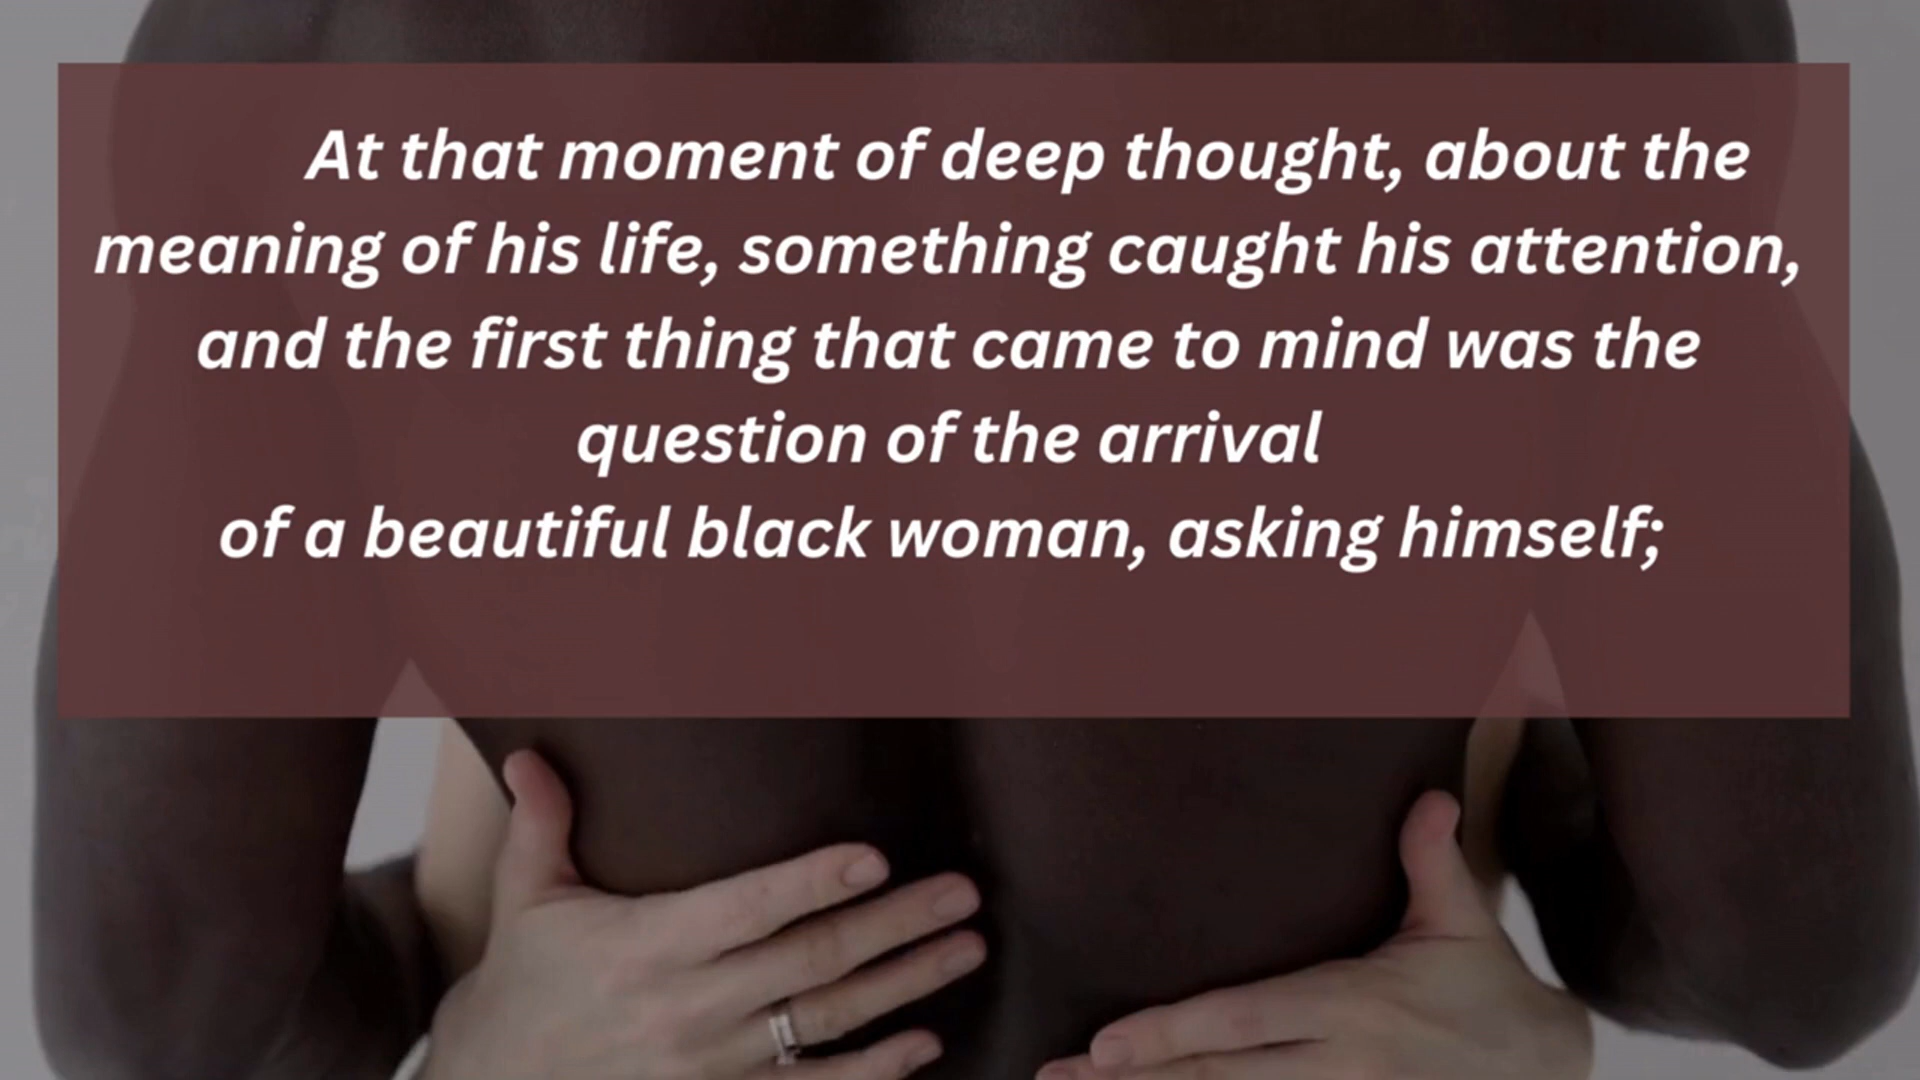 At that moment of deep thought, about the
meaning of his life, something caught his attention,
and the first thing that came to mind was the
question of the arrival
of a beautiful black woman, asking himself;